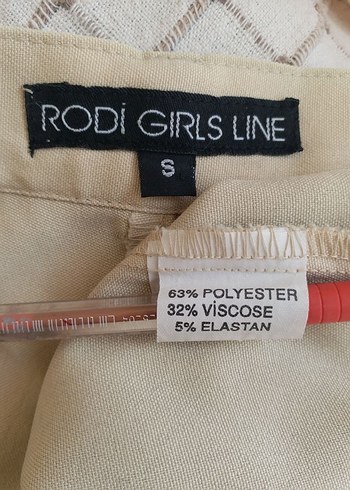 RODİ GIRLS LINE
S
63% POLYESTER
32% VİSCOSE
5% ELASTAN